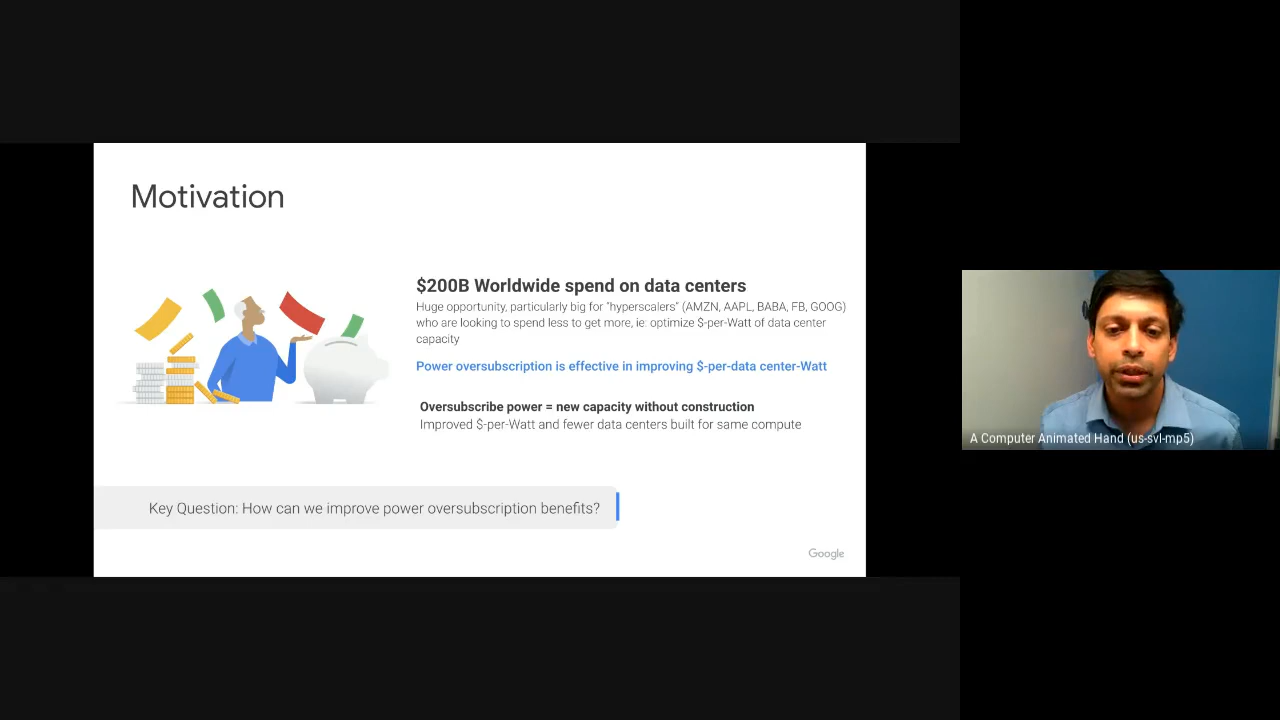 Motivation
$200B Worldwide spend on data centers
Huge opportunity, particularly big for "hyperscalers" (AMZN, AAPL, BABA, FB, GOOG)
who are looking to spend less to get more, ie: optimize $-per-Watt of data center
capacity
Power oversubscription is effective in improving $-per-data center-Watt
Oversubscribe power = new capacity without construction
Improved $-per-Watt and fewer data centers built for same compute
Key Question: How can we improve power oversubscription benefits?
Google
A Computer Animated Hand (us-svl-mp5)